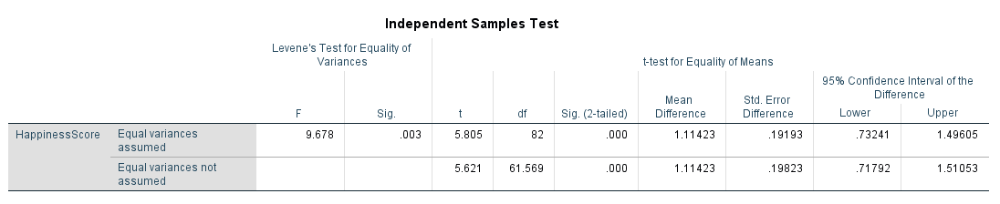 Independent Samples Test
Levene's Test for Equality of
Variances
t-test for Equality of Means
95% Confidence Interval of the
Difference
F Sig. t df Sig. (2-tailed) Mean Difference Std. Error Difference Lower Upper
HappinessScore Equal variances assumed 9.678 .003 5.805 82 .000 1.11423 .19193 .73241 1.49605
Equal variances not assumed 5.621 61.569 .000 1.11423 .19823 .71792 1.51053